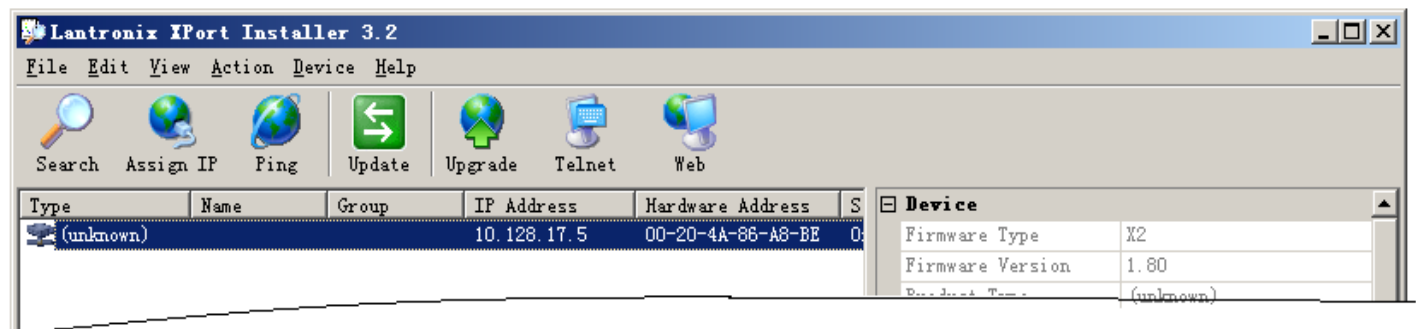 Lantronix XPort Installer 3.2
File Edit View Action Device Help
Search Assign IP Ping Update Upgrade Telnet Web
Type Name Group IP Address Hardware Address S
(unknown) 10.128.17.5 00-20-4A-86-A8-BE 0:
Device
Firmware Type X2
Firmware Version 1.80
(unknown)